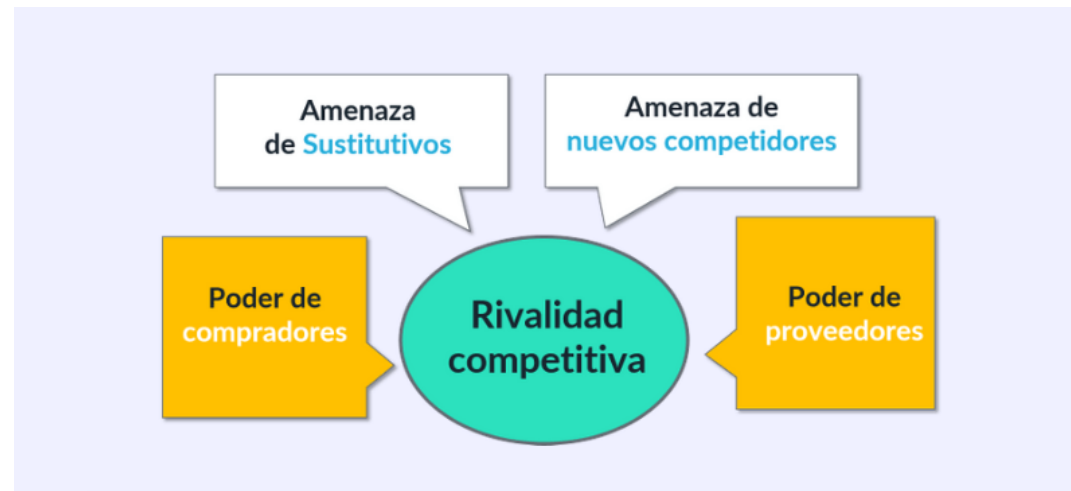 Amenaza
de Sustitutivos
Amenaza de
nuevos competidores
Poder de
compradores
Rivalidad
competitiva
Poder de
proveedores